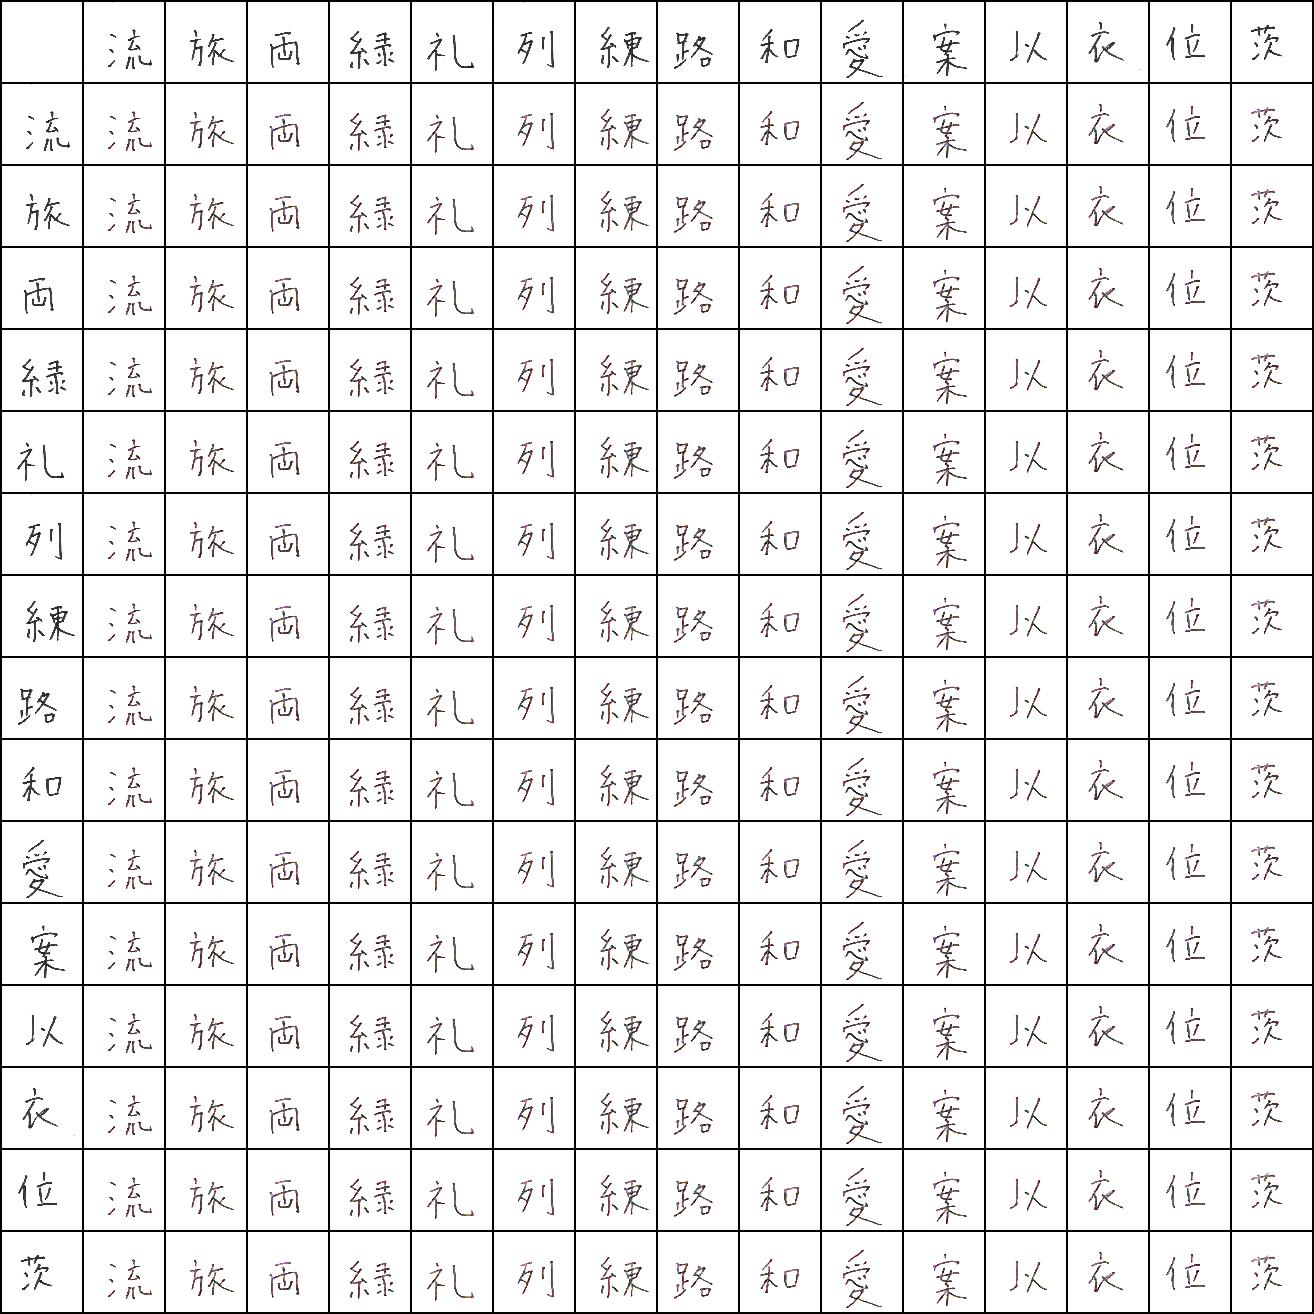 流 旅 両 緑 礼 列 練 路 和 愛 案 以 衣 位 茨
流 流 旅 両 緑 礼 列 練 路 和 愛 案 以 衣 位 茨
旅 流 旅 両 緑 礼 列 練 路 和 愛 案 以 衣 位 茨
両 流 旅 両 緑 礼 列 練 路 和 愛 案 以 衣 位 茨
緑 流 旅 両 緑 礼 列 練 路 和 愛 案 以 衣 位 茨
礼 流 旅 両 緑 礼 列 練 路 和 愛 案 以 衣 位 茨
列 流 旅 両 緑 礼 列 練 路 和 愛 案 以 衣 位 茨
練 流 旅 両 緑 礼 列 練 路 和 愛 案 以 衣 位 茨
路 流 旅 両 緑 礼 列 練 路 和 愛 案 以 衣 位 茨
和 流 旅 両 緑 礼 列 練 路 和 愛 案 以 衣 位 茨
愛 流 旅 両 緑 礼 列 練 路 和 愛 案 以 衣 位 茨
案 流 旅 両 緑 礼 列 練 路 和 愛 案 以 衣 位 茨
以 流 旅 両 緑 礼 列 練 路 和 愛 案 以 衣 位 茨
衣 流 旅 両 緑 礼 列 練 路 和 愛 案 以 衣 位 茨
位 流 旅 両 緑 礼 列 練 路 和 愛 案 以 衣 位 茨
茨 流 旅 両 緑 礼 列 練 路 和 愛 案 以 衣 位 茨